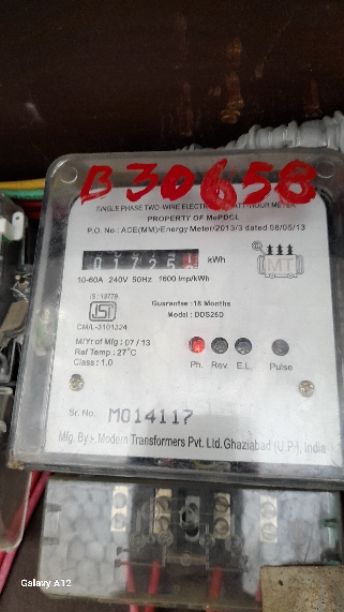 B 30658
SINGLE PHASE TWO-WIRE WATT-HOUR METER
PROPERTY OF MePDCL
P.O. No.: ACE(MM)/Energy Meter/2013/3 dated 08/05/13
kWh
10-60A 240V 50Hz 1600 Imp/kWh
MTL
IS:13779
ISI
CM/L-3101324
Guarantee :18 Months
Model : DDS26D
M/Yr of Mfg : 07 / 13
Ref Temp : 27°C
Class : 1.0
Ph. Rev. E.L. Pulse
Sr. No. M014117
Mfg. By :- Modern Transformers Pvt. Ltd. Ghaziabad (U.P.), India
Galaxy A12